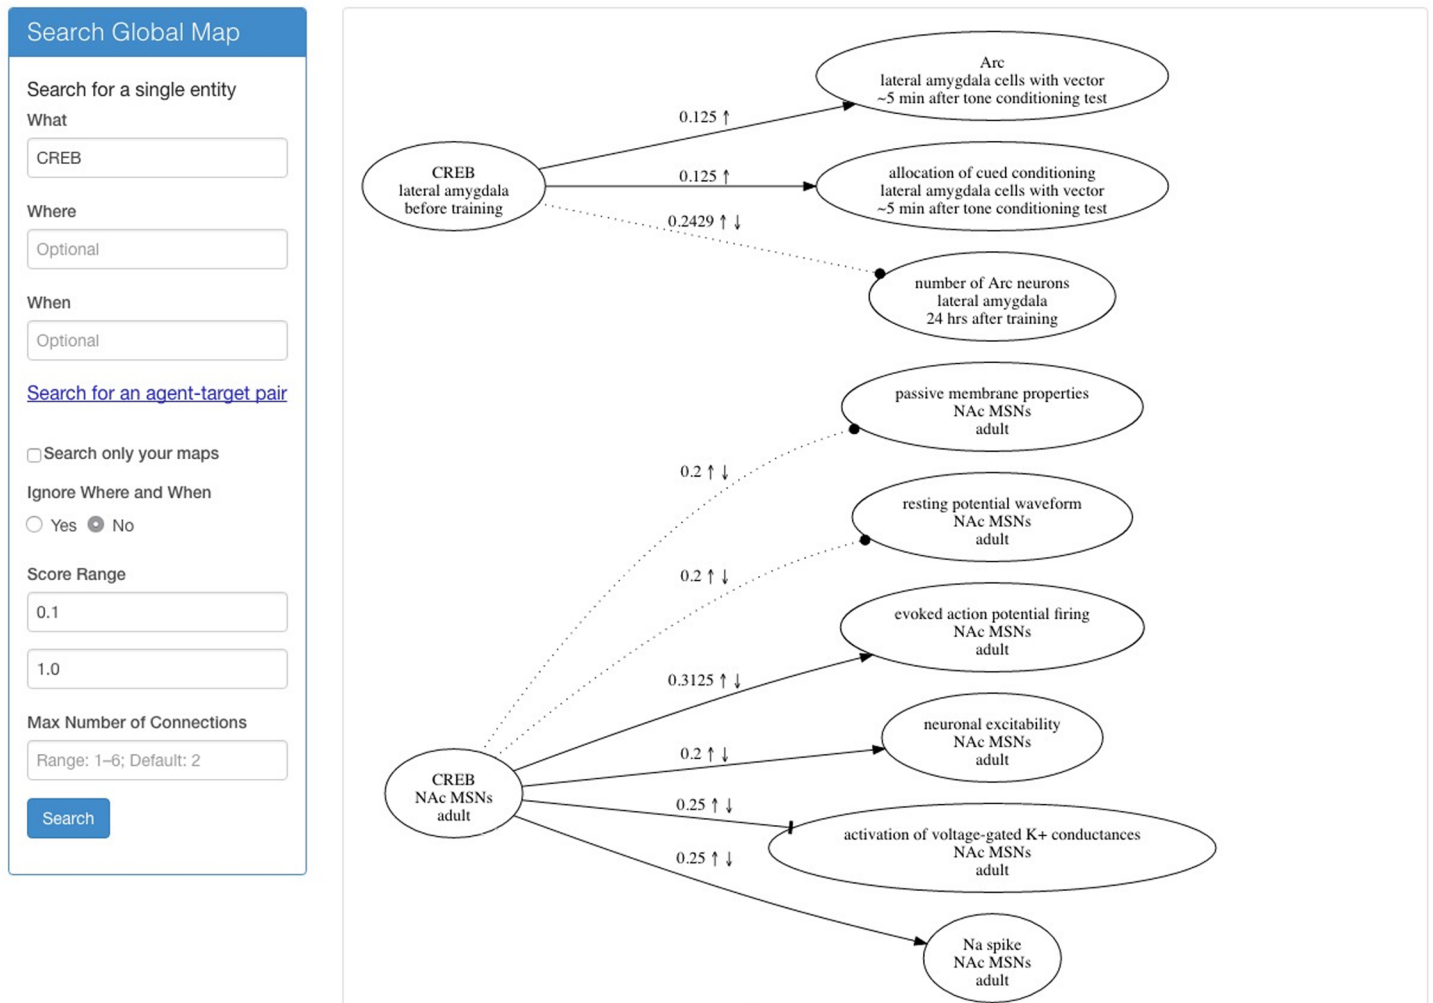 Search Global Map
Search for a single entity
What
CREB
Where
Optional
When
Optional
Search for an agent-target pair
Search only your maps
Ignore Where and When
Yes No
Score Range
0.1
1.0
Max Number of Connections
Range: 1–6; Default: 2
Search
Arc
lateral amygdala cells with vector
~5 min after tone conditioning test
0.125 ↑
CREB
lateral amygdala
before training
0.125 ↑
allocation of cued conditioning
lateral amygdala cells with vector
~5 min after tone conditioning test
0.2429 ↑ ↓
number of Arc neurons
lateral amygdala
24 hrs after training
passive membrane properties
NAc MSNs
adult
0.2 ↑ ↓
resting potential waveform
NAc MSNs
adult
0.2 ↑ ↓
evoked action potential firing
NAc MSNs
adult
0.3125 ↑ ↓
neuronal excitability
NAc MSNs
adult
0.2 ↑ ↓
CREB
NAc MSNs
adult
0.25 ↑ ↓
activation of voltage-gated K+ conductances
NAc MSNs
adult
0.25 ↑ ↓
Na spike
NAc MSNs
adult